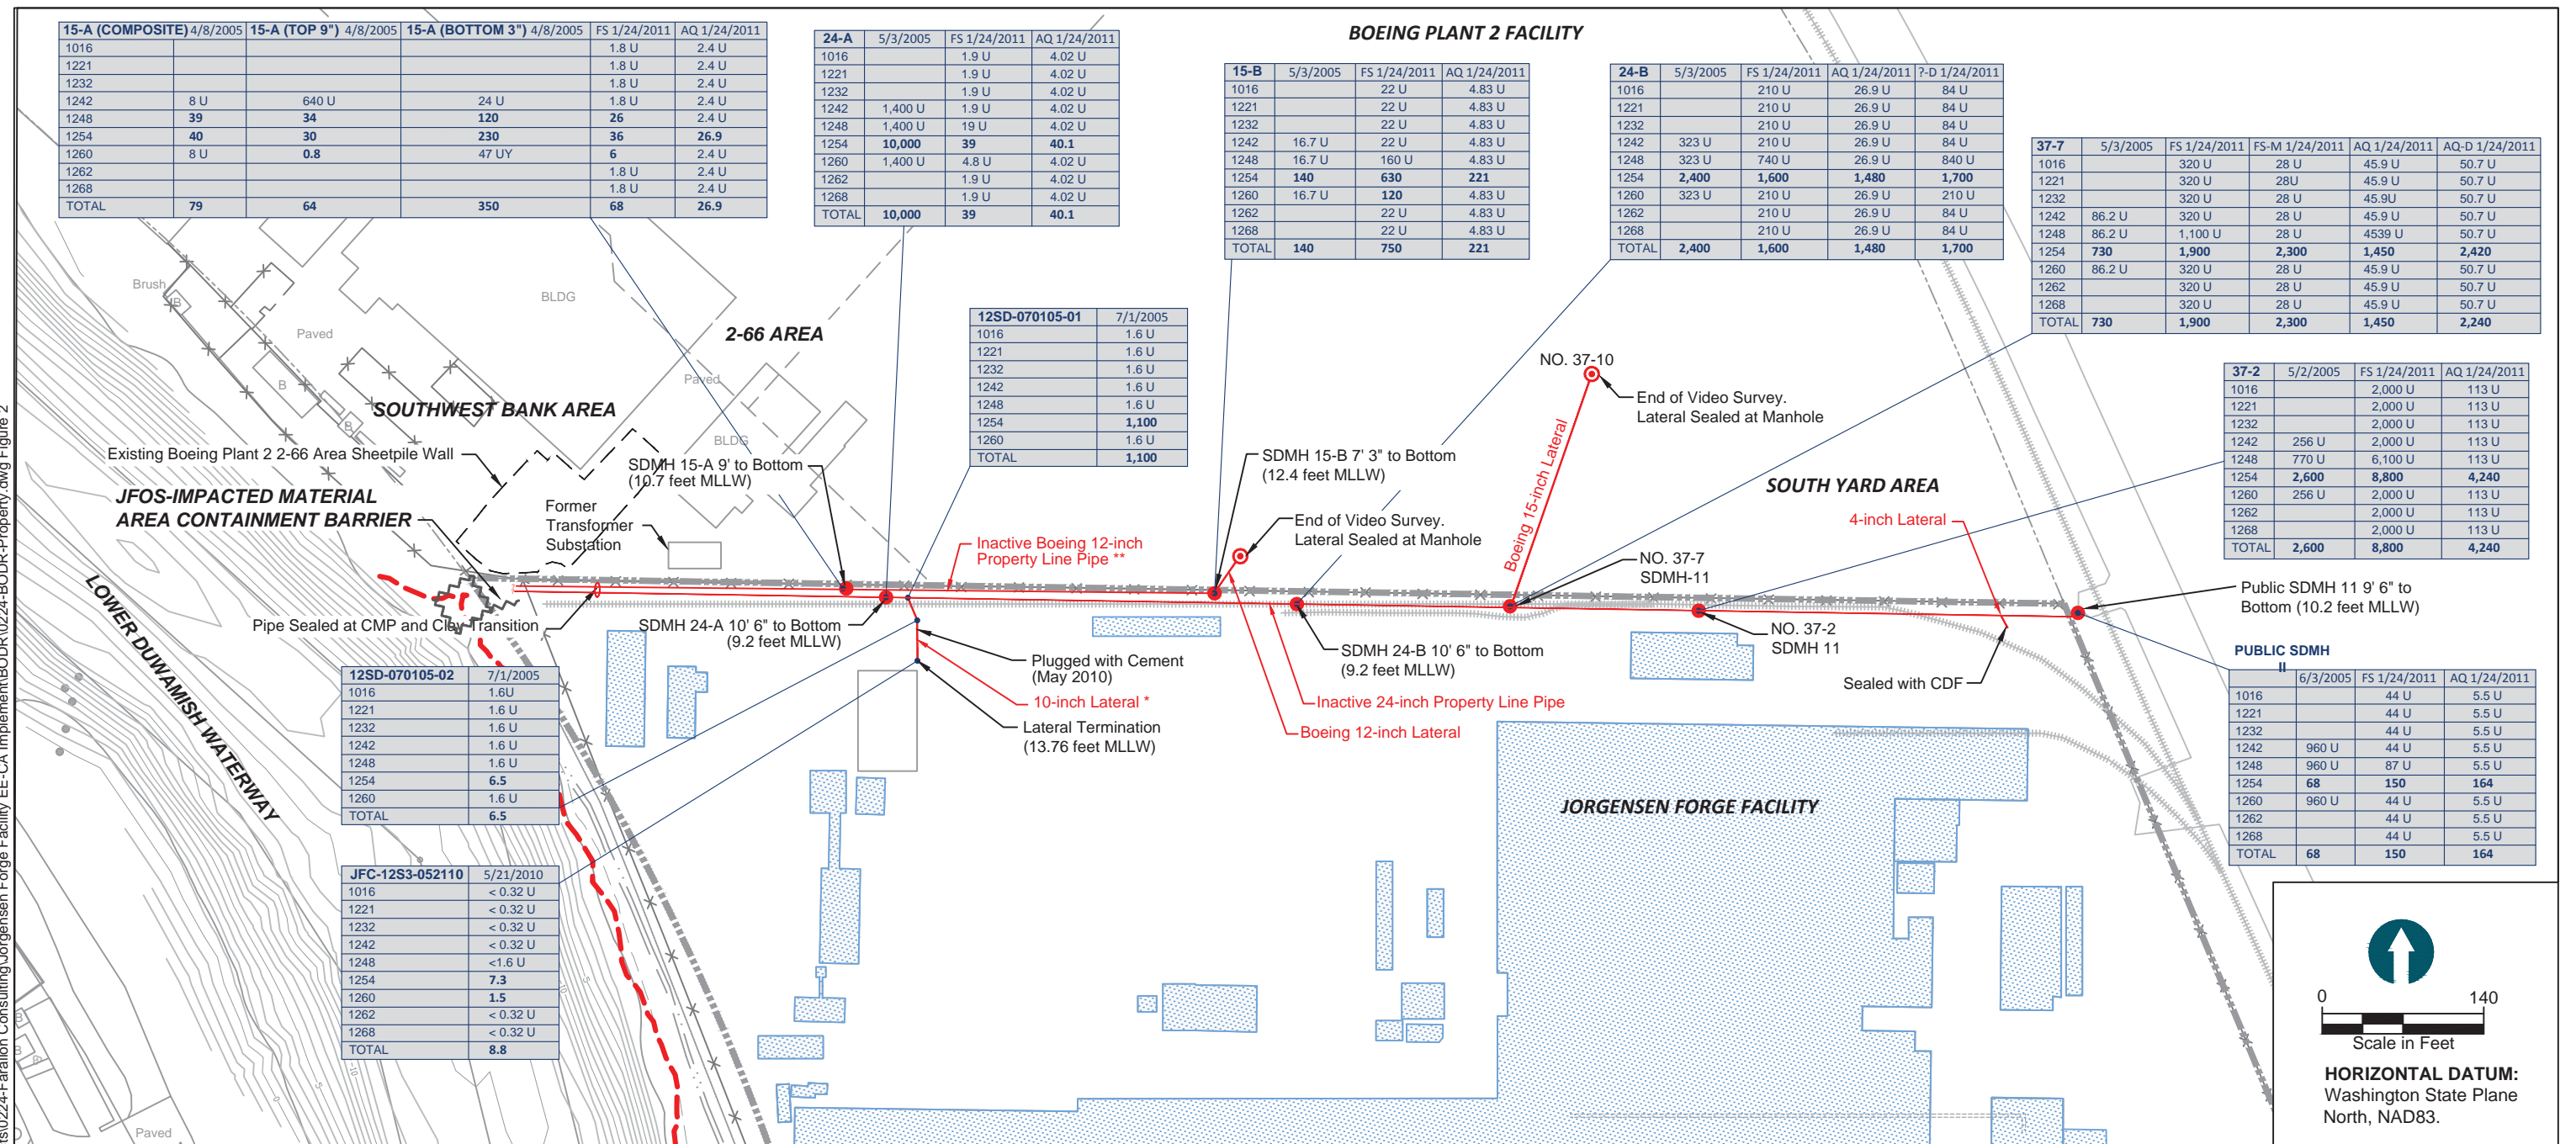 BOEING PLANT 2 FACILITY
15-A (COMPOSITE) 4/8/2005 15-A (TOP 9") 4/8/2005 15-A (BOTTOM 3") 4/8/2005 FS 1/24/2011 AQ 1/24/2011
1016 1.8 U 2.4 U
1221 1.8 U 2.4 U
1232 1.8 U 2.4 U
1242 8 U 640 U 24 U 1.8 U 2.4 U
1248 39 34 120 26 2.4 U
1254 40 30 230 36 26.9
1260 8 U 0.8 47 UY 6 2.4 U
1262 1.8 U 2.4 U
1268 1.8 U 2.4 U
TOTAL 79 64 350 68 26.9
24-A 5/3/2005 FS 1/24/2011 AQ 1/24/2011
1016 1.9 U 4.02 U
1221 1.9 U 4.02 U
1232 1.9 U 4.02 U
1242 1,400 U 1.9 U 4.02 U
1248 1,400 U 19 U 4.02 U
1254 10,000 39 40.1
1260 1,400 U 4.8 U 4.02 U
1262 1.9 U 4.02 U
1268 1.9 U 4.02 U
TOTAL 10,000 39 40.1
15-B 5/3/2005 FS 1/24/2011 AQ 1/24/2011
1016 22 U 4.83 U
1221 22 U 4.83 U
1232 22 U 4.83 U
1242 16.7 U 22 U 4.83 U
1248 16.7 U 160 U 4.83 U
1254 140 630 221
1260 16.7 U 120 4.83 U
1262 22 U 4.83 U
1268 22 U 4.83 U
TOTAL 140 750 221
24-B 5/3/2005 FS 1/24/2011 AQ 1/24/2011 ?-D 1/24/2011
1016 210 U 26.9 U 84 U
1221 210 U 26.9 U 84 U
1232 210 U 26.9 U 84 U
1242 323 U 210 U 26.9 U 84 U
1248 323 U 740 U 26.9 U 840 U
1254 2,400 1,600 1,480 1,700
1260 323 U 210 U 26.9 U 210 U
1262 210 U 26.9 U 84 U
1268 210 U 26.9 U 84 U
TOTAL 2,400 1,600 1,480 1,700
37-7 5/3/2005 FS 1/24/2011 FS-M 1/24/2011 AQ 1/24/2011 AQ-D 1/24/2011
1016 320 U 28 U 45.9 U 50.7 U
1221 320 U 28U 45.9 U 50.7 U
1232 320 U 28 U 45.9U 50.7 U
1242 86.2 U 320 U 28 U 45.9 U 50.7 U
1248 86.2 U 1,100 U 28 U 4539 U 50.7 U
1254 730 1,900 2,300 1,450 2,420
1260 86.2 U 320 U 28 U 45.9 U 50.7 U
1262 320 U 28 U 45.9 U 50.7 U
1268 320 U 28 U 45.9 U 50.7 U
TOTAL 730 1,900 2,300 1,450 2,240
37-2 5/2/2005 FS 1/24/2011 AQ 1/24/2011
1016 2,000 U 113 U
1221 2,000 U 113 U
1232 2,000 U 113 U
1242 256 U 2,000 U 113 U
1248 770 U 6,100 U 113 U
1254 2,600 8,800 4,240
1260 256 U 2,000 U 113 U
1262 2,000 U 113 U
1268 2,000 U 113 U
TOTAL 2,600 8,800 4,240
12SD-070105-01 7/1/2005
1016 1.6 U
1221 1.6 U
1232 1.6 U
1242 1.6 U
1248 1.6 U
1254 1,100
1260 1.6 U
TOTAL 1,100
Brush
B
Paved
BLDG
2-66 AREA
B
Paved
B
BLDG
SOUTHWEST BANK AREA
Existing Boeing Plant 2 2-66 Area Sheetpile Wall
JFOS-IMPACTED MATERIAL
AREA CONTAINMENT BARRIER
SDMH 15-A 9' to Bottom
(10.7 feet MLLW)
Former
Transformer
Substation
Inactive Boeing 12-inch
Property Line Pipe **
SDMH 15-B 7' 3" to Bottom
(12.4 feet MLLW)
End of Video Survey.
Lateral Sealed at Manhole
NO. 37-10
End of Video Survey.
Lateral Sealed at Manhole
Boeing 15-inch Lateral
SOUTH YARD AREA
4-inch Lateral
NO. 37-7
SDMH-11
Public SDMH 11 9' 6" to
Bottom (10.2 feet MLLW)
LOWER DUWAMISH WATERWAY
Pipe Sealed at CMP and Clay Transition
SDMH 24-A 10' 6" to Bottom
(9.2 feet MLLW)
Plugged with Cement
(May 2010)
10-inch Lateral *
Lateral Termination
(13.76 feet MLLW)
SDMH 24-B 10' 6" to Bottom
(9.2 feet MLLW)
Inactive 24-inch Property Line Pipe
Boeing 12-inch Lateral
NO. 37-2
SDMH 11
Sealed with CDF
PUBLIC SDMH
II
6/3/2005 FS 1/24/2011 AQ 1/24/2011
1016 44 U 5.5 U
1221 44 U 5.5 U
1232 44 U 5.5 U
1242 960 U 44 U 5.5 U
1248 960 U 87 U 5.5 U
1254 68 150 164
1260 960 U 44 U 5.5 U
1262 44 U 5.5 U
1268 44 U 5.5 U
TOTAL 68 150 164
12SD-070105-02 7/1/2005
1016 1.6U
1221 1.6 U
1232 1.6 U
1242 1.6 U
1248 1.6 U
1254 6.5
1260 1.6 U
TOTAL 6.5
JFC-12S3-052110 5/21/2010
1016 < 0.32 U
1221 < 0.32 U
1232 < 0.32 U
1242 < 0.32 U
1248 <1.6 U
1254 7.3
1260 1.5
1262 < 0.32 U
1268 < 0.32 U
TOTAL 8.8
JORGENSEN FORGE FACILITY
0 140
Scale in Feet
HORIZONTAL DATUM:
Washington State Plane
North, NAD83.
Paved
B
B
B
-10
-5
0
-5
-10
ts\0224-Farallon Consulting\Jorgensen Forge Facility EE-CA Implement\BODR\0224-BODR-Property.dwg Figure 2